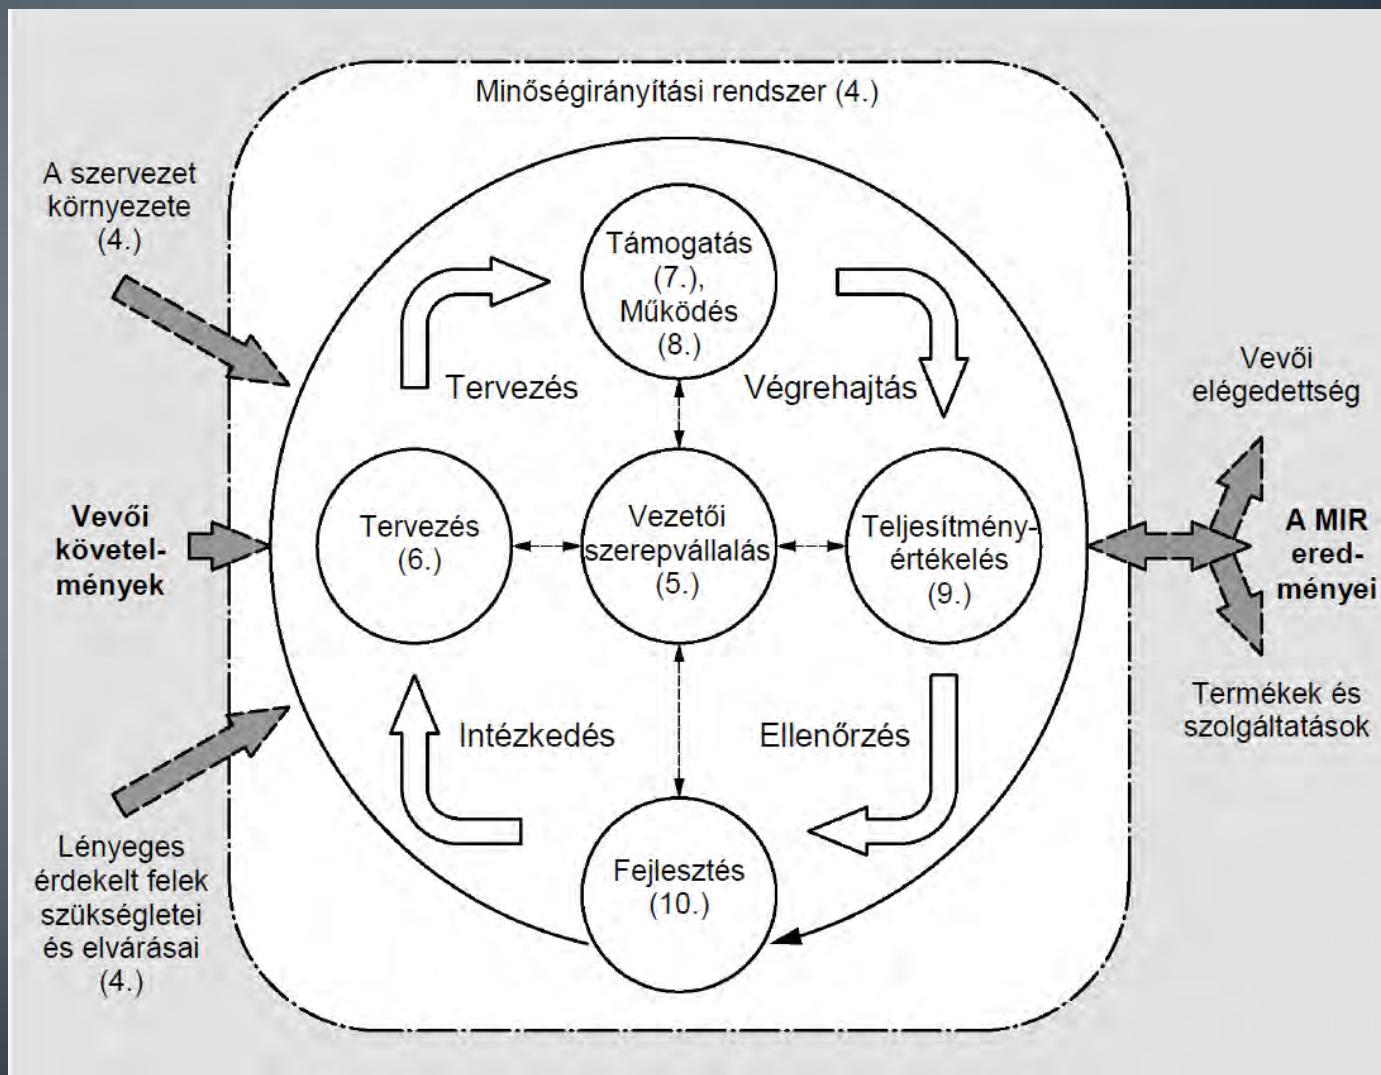 Minőségirányítási rendszer (4.)
A szervezet
környezete
(4.)
Támogatás
(7.),
Működés
(8.)
Tervezés
Végrehajtás
Vevői
elégedettség
Vevői
követel-
mények
Tervezés
(6.)
Vezetői
szerepvállalás
(5.)
Teljesítmény-
értékelés
(9.)
A MIR
ered-
ményei
Intézkedés
Ellenőrzés
Termékek és
szolgáltatások
Lényeges
érdekelt felek
szükségletei
és elvárásai
(4.)
Fejlesztés
(10.)